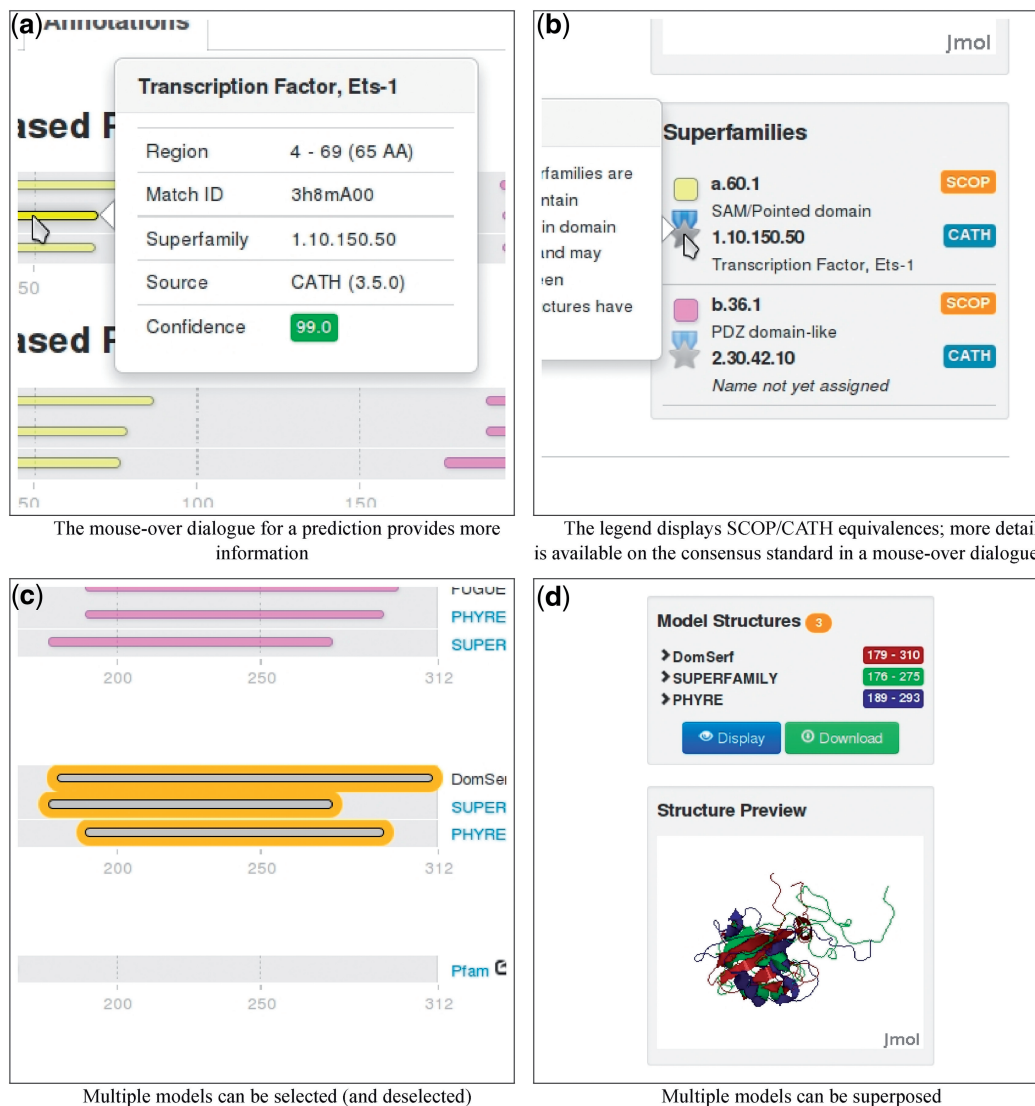 (a)
Annotations
Transcription Factor, Ets-1
ased F
Region 4 - 69 (65 AA)
Match ID 3h8mA00
Superfamily 1.10.150.50
Source CATH (3.5.0)
Confidence 99.0
50
ased F
50 100 150
The mouse-over dialogue for a prediction provides more
information
(b)
Jmol
Superfamilies
rfamilies are
ntain
in domain
and may
een
ctures have
a.60.1 SCOP
SAM/Pointed domain
1.10.150.50 CATH
Transcription Factor, Ets-1
b.36.1 SCOP
PDZ domain-like
2.30.42.10 CATH
Name not yet assigned
The legend displays SCOP/CATH equivalences; more detai
is available on the consensus standard in a mouse-over dialogue
(c)
FUGUE
PHYRE
SUPER
200 250 312
DomSer
SUPER
PHYRE
200 250 312
Pfam
200 250 312
Multiple models can be selected (and deselected)
(d)
Model Structures 3
DomSerf 179 - 310
SUPERFAMILY 176 - 275
PHYRE 189 - 293
Display Download
Structure Preview
Jmol
Multiple models can be superposed